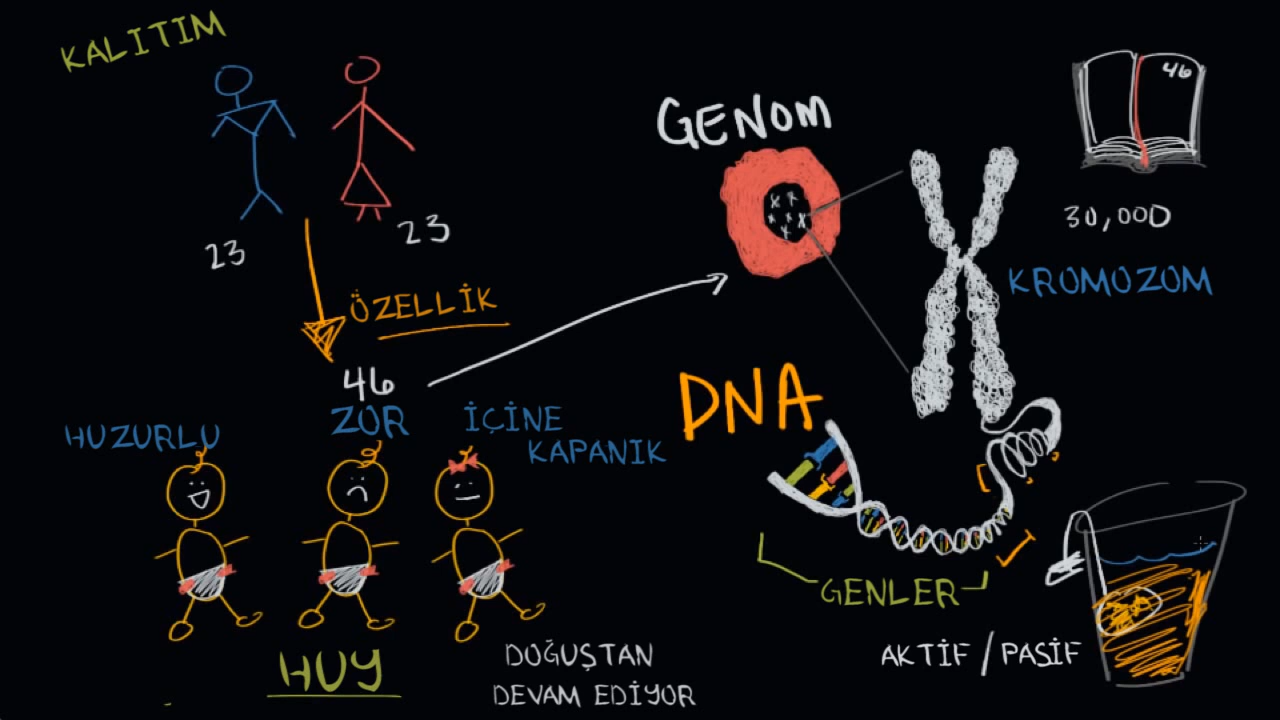 KALITIM
23
23
ÖZELLİK
46
HUZURLU
ZOR
İÇİNE
KAPANIK
HUY
DOĞUŞTAN
DEVAM EDİYOR
GENOM
46
30,000
KROMOZOM
DNA
GENLER
AKTİF / PASİF